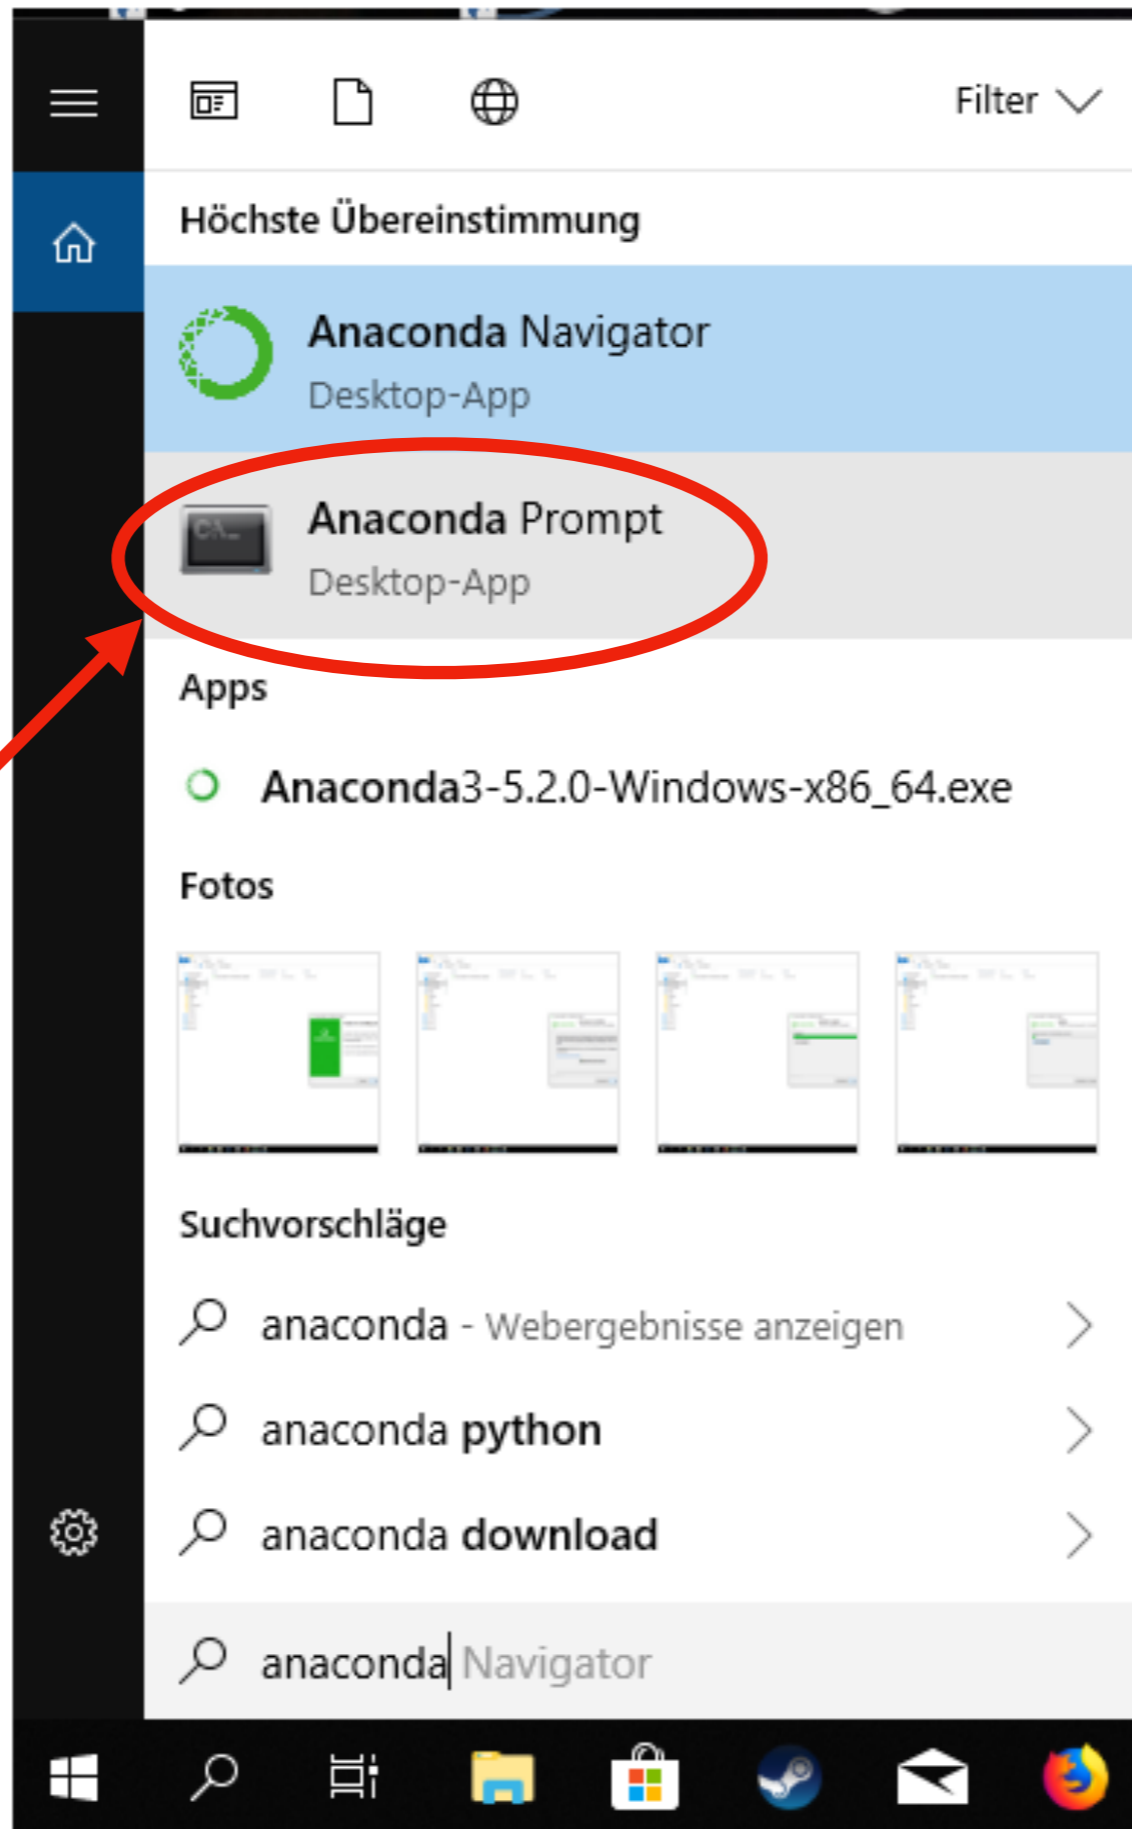 Filter
Höchste Übereinstimmung
Anaconda Navigator
Desktop-App
Anaconda Prompt
Desktop-App
Apps
Anaconda3-5.2.0-Windows-x86_64.exe
Fotos
Suchvorschläge
anaconda - Webergebnisse anzeigen
anaconda python
anaconda download
anaconda Navigator